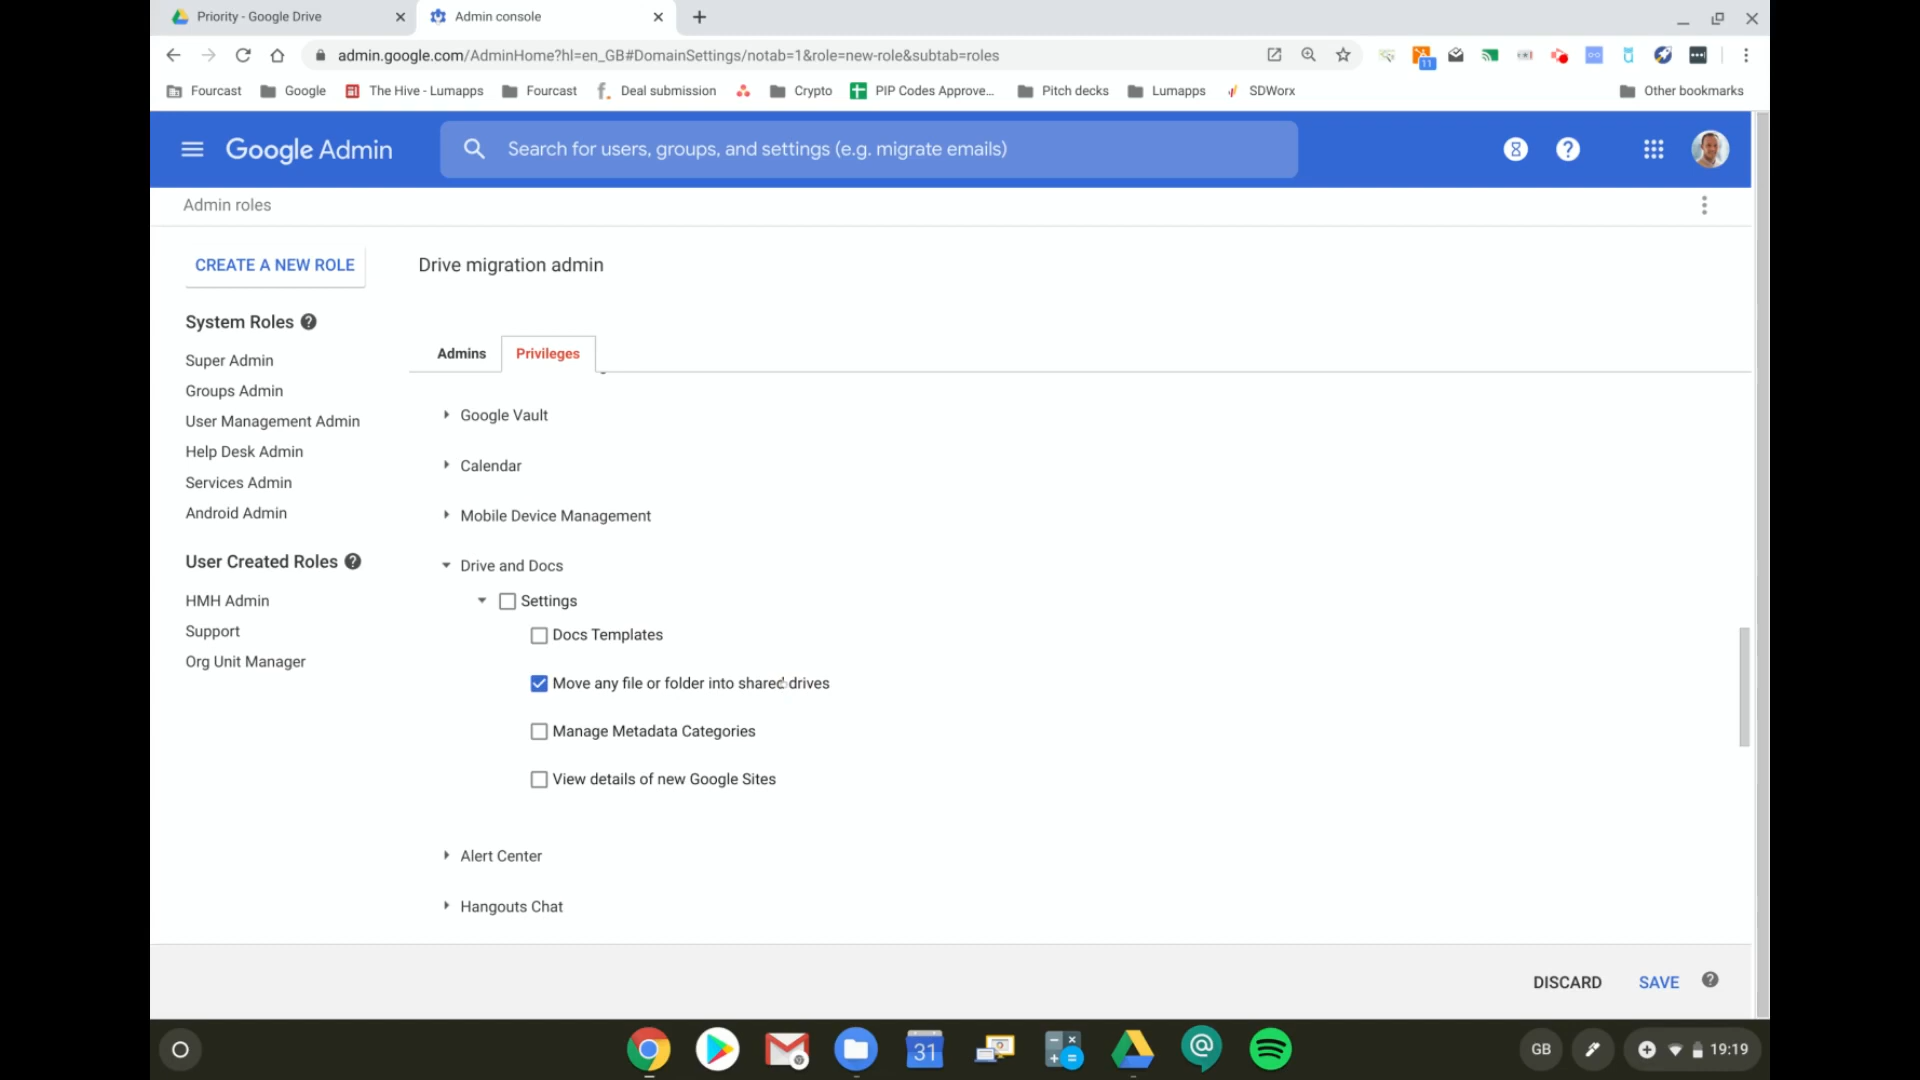 Priority - Google Drive
Admin console
admin.google.com/AdminHome?hl=en_GB#DomainSettings/notab=1&role=new-role&subtab=roles
11
Fourcast
Google
The Hive - Lumapps
Fourcast
Deal submission
Crypto
PIP Codes Approve...
Pitch decks
Lumapps
SDWorx
Other bookmarks
Google Admin
Search for users, groups, and settings (e.g. migrate emails)
Admin roles
CREATE A NEW ROLE
System Roles
Super Admin
Groups Admin
User Management Admin
Help Desk Admin
Services Admin
Android Admin
User Created Roles
HMH Admin
Support
Org Unit Manager
Drive migration admin
Admins
Privileges
Google Vault
Calendar
Mobile Device Management
Drive and Docs
Settings
Docs Templates
Move any file or folder into shared drives
Manage Metadata Categories
View details of new Google Sites
Alert Center
Hangouts Chat
DISCARD
SAVE
31
GB
19:19